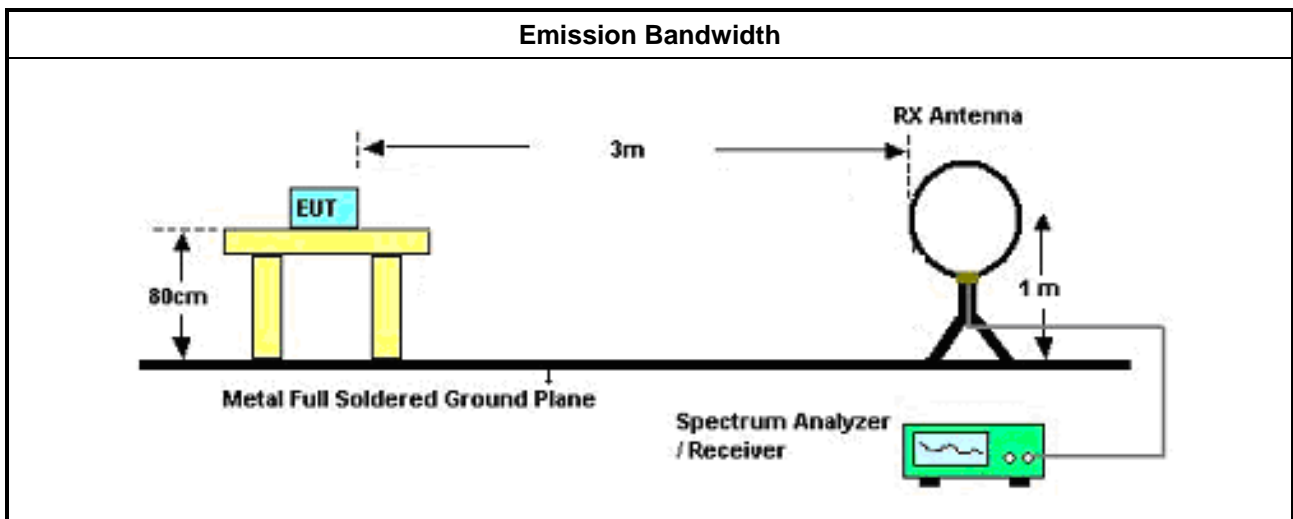 Emission Bandwidth
RX Antenna
3m
EUT
80cm
1 m
Metal Full Soldered Ground Plane
Spectrum Analyzer
/ Receiver